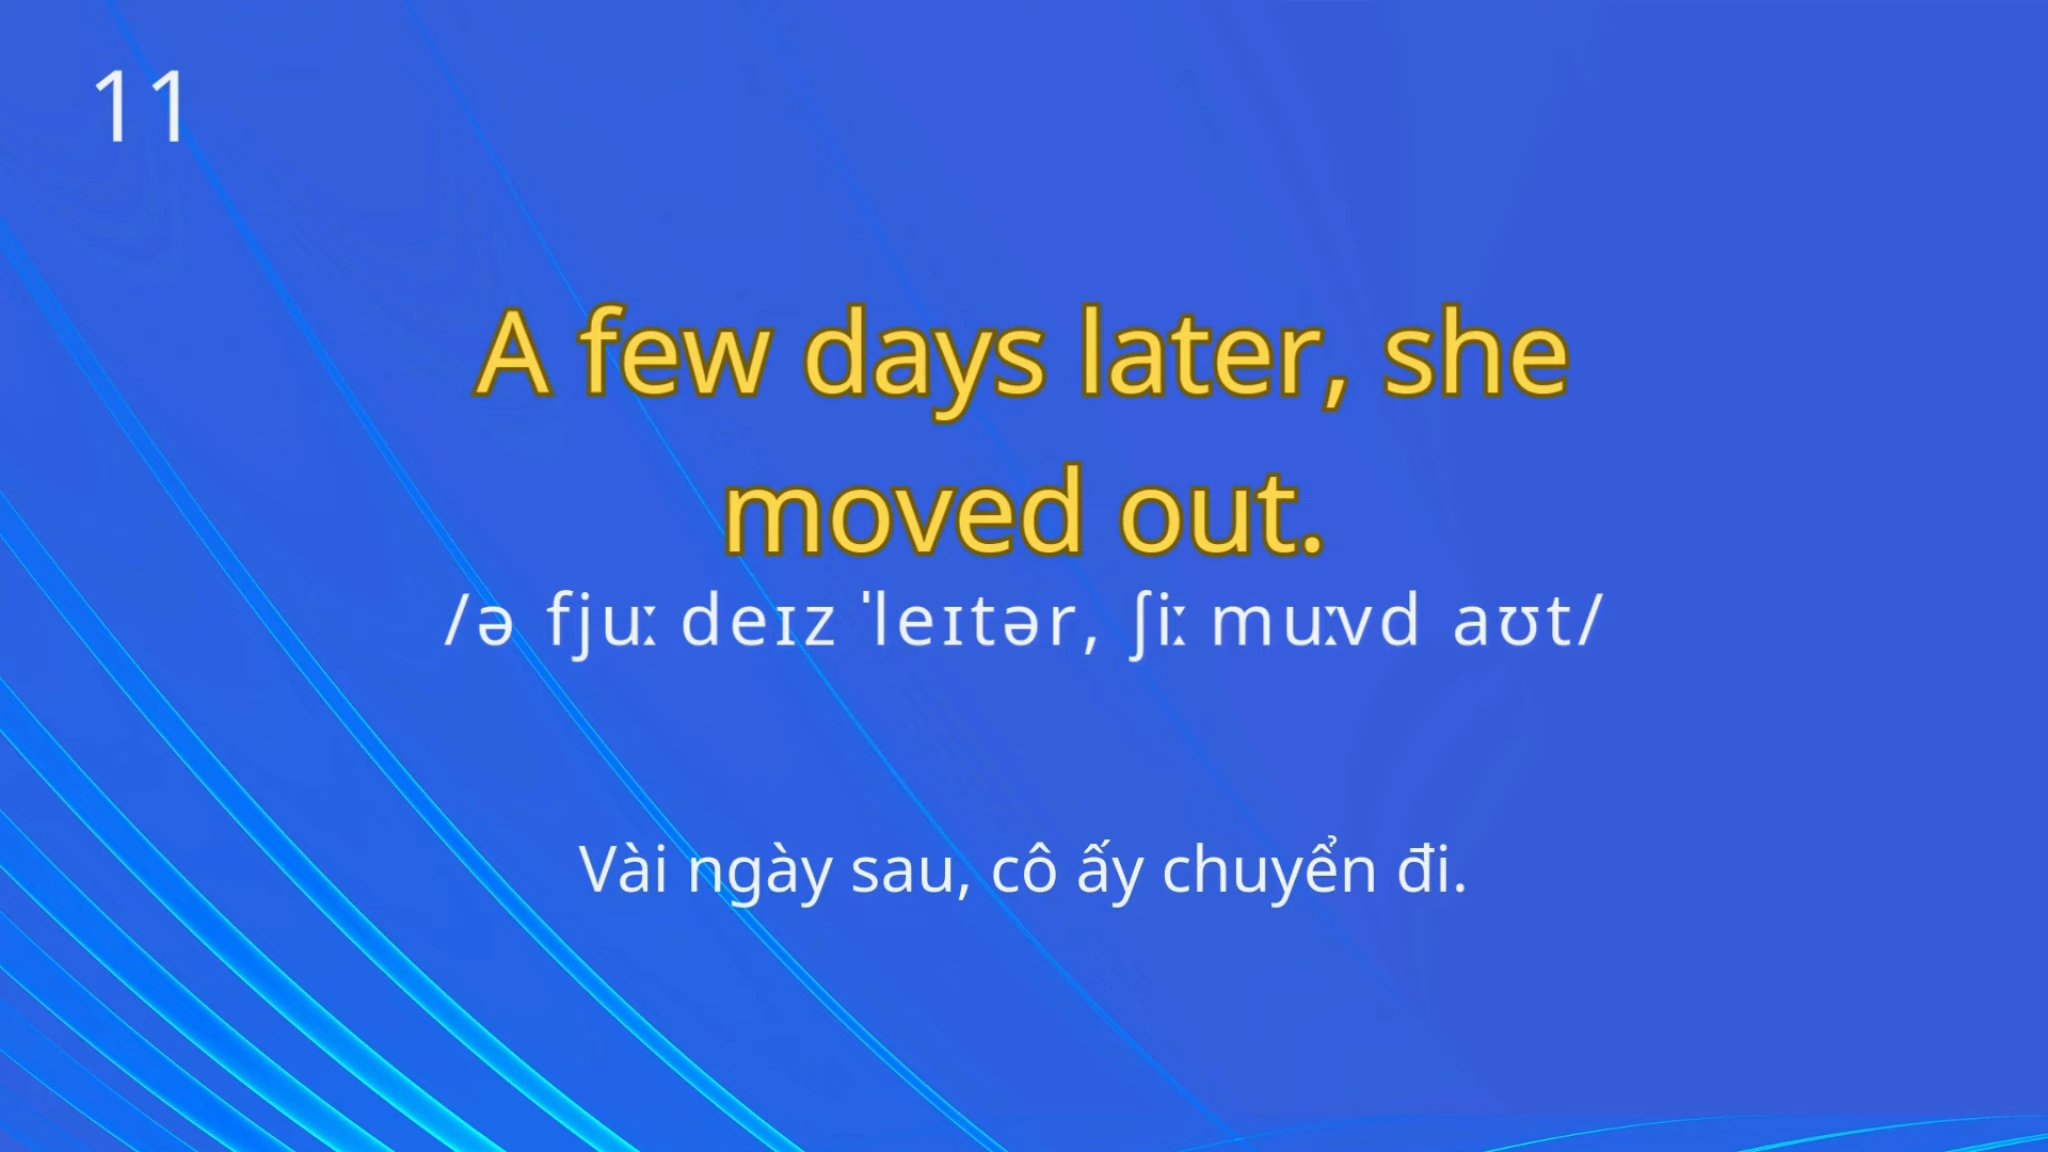 11
A few days later, she
moved out.
/ə fjuː deɪz ˈleɪtər, ʃiː muːvd aʊt/
Vài ngày sau, cô ấy chuyển đi.